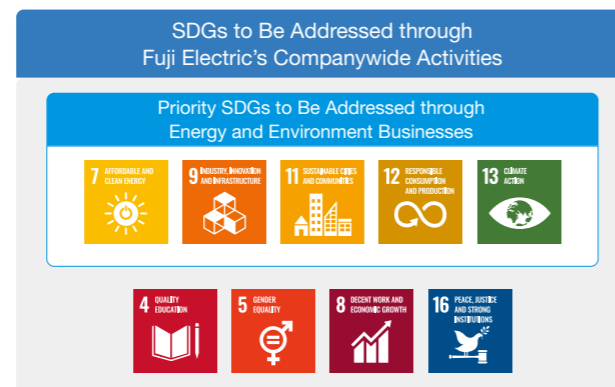 SDGs to Be Addressed through
Fuji Electric's Companywide Activities
Priority SDGs to Be Addressed through
Energy and Environment Businesses
7 AFFORDABLE AND
CLEAN ENERGY
9 INDUSTRY, INNOVATION
AND INFRASTRUCTURE
11 SUSTAINABLE CITIES
AND COMMUNITIES
12 RESPONSIBLE
CONSUMPTION
AND PRODUCTION
13 CLIMATE
ACTION
4 QUALITY
EDUCATION
5 GENDER
EQUALITY
8 DECENT WORK AND
ECONOMIC GROWTH
16 PEACE, JUSTICE
AND STRONG
INSTITUTIONS